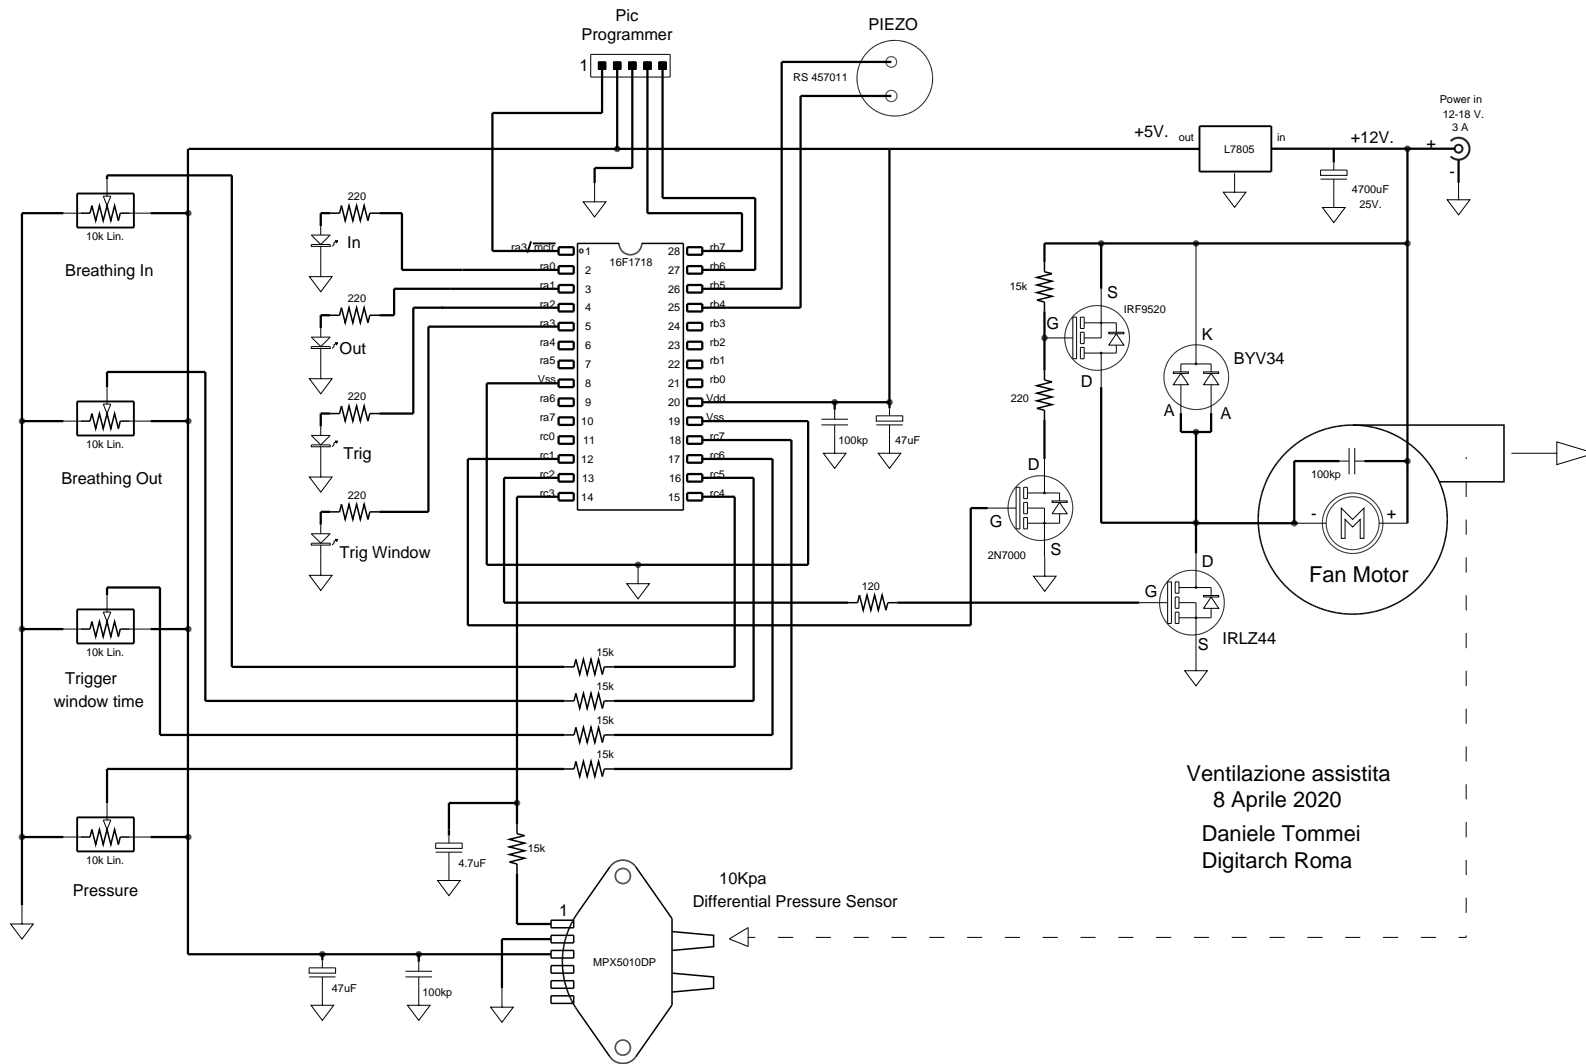 Pic
Programmer
1
PIEZO
RS 457011
Power in
12-18 V.
3 A
+5V.
out
L7805
in
+12V.
+
-
4700uF
25V.
10k Lin.
Breathing In
220
In
220
Out
220
Trig
220
Trig Window
10k Lin.
Breathing Out
10k Lin.
Trigger
window time
10k Lin.
Pressure
16F1718
ra3/mclr 1
ra0 2
ra1 3
ra2 4
ra3 5
ra4 6
ra5 7
Vss 8
ra6 9
ra7 10
rc0 11
rc1 12
rc2 13
rc3 14
28 rb7
27 rb6
26 rb5
25 rb4
24 rb3
23 rb2
22 rb1
21 rb0
20 Vdd
19 Vss
18 rc7
17 rc6
16 rc5
15 rc4
100kp
47uF
15k
S
G
IRF9520
D
220
D
G
S
2N7000
K
BYV34
A
A
100kp
-
M
+
Fan Motor
120
D
G
S
IRLZ44
15k
15k
15k
15k
4.7uF
15k
1
MPX5010DP
10Kpa
Differential Pressure Sensor
47uF
100kp
Ventilazione assistita
8 Aprile 2020
Daniele Tommei
Digitarch Roma